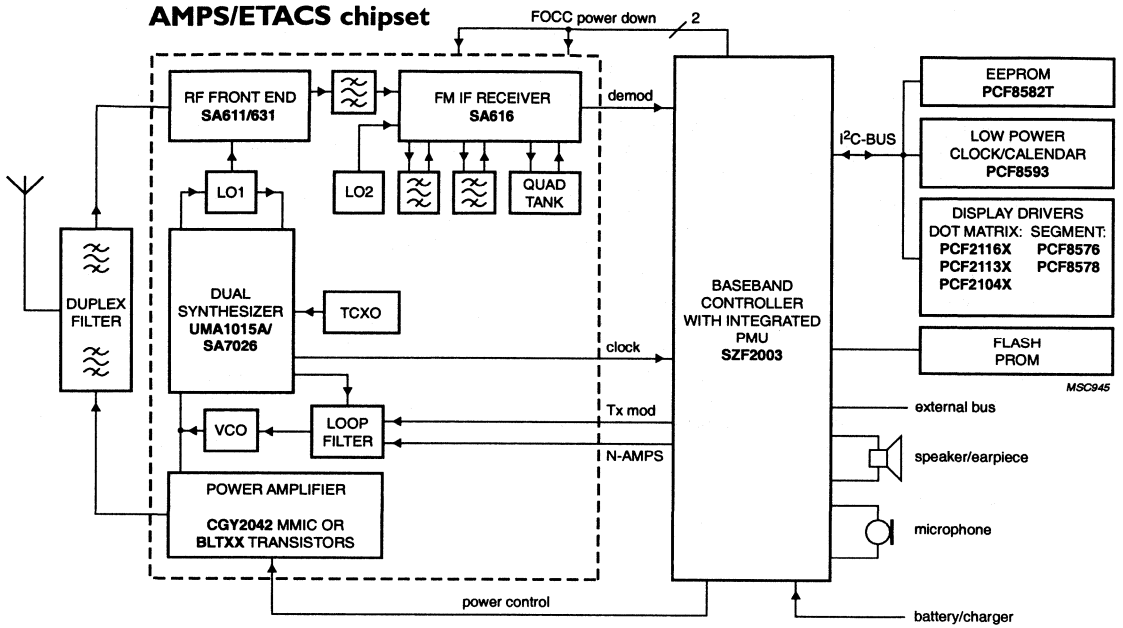 AMPS/ETACS chipset
FOCC power down
2
RF FRONT END
SA611/631
FM IF RECEIVER
SA616
demod
LO1
LO2
QUAD
TANK
DUPLEX
FILTER
DUAL
SYNTHESIZER
UMA1015A/
SA7026
TCXO
clock
VCO
LOOP
FILTER
Tx mod
N-AMPS
POWER AMPLIFIER
CGY2042 MMIC OR
BLTXX TRANSISTORS
power control
BASEBAND
CONTROLLER
WITH INTEGRATED
PMU
SZF2003
I²C-BUS
EEPROM
PCF8582T
LOW POWER
CLOCK/CALENDAR
PCF8593
DISPLAY DRIVERS
DOT MATRIX: SEGMENT:
PCF2116X PCF8576
PCF2113X PCF8578
PCF2104X
FLASH
PROM
MSC945
external bus
speaker/earpiece
microphone
battery/charger